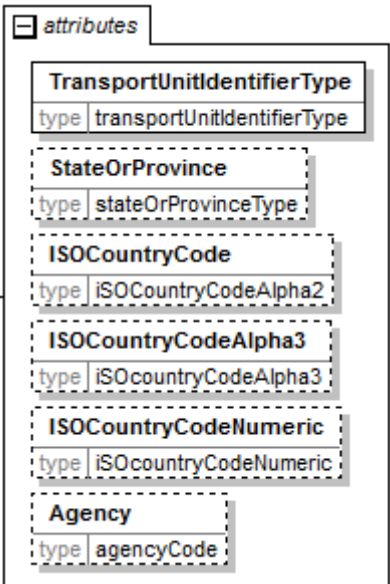 attributes
TransportUnitIdentifierType
type transportUnitIdentifierType
StateOrProvince
type stateOrProvinceType
ISOCountryCode
type iSOCountryCodeAlpha2
ISOCountryCodeAlpha3
type iSOcountryCodeAlpha3
ISOCountryCodeNumeric
type iSOcountryCodeNumeric
Agency
type agencyCode